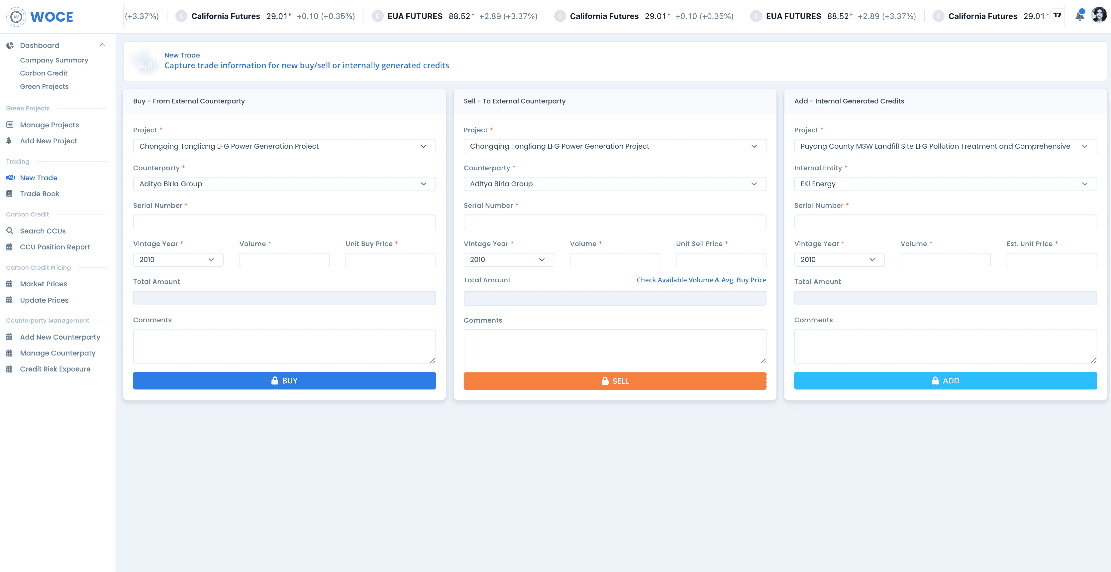 WOCE
(+3.37%) California Futures 29.01 +0.10 (+0.35%) EUA FUTURES 88.52 +2.89 (+3.37%) California Futures 29.01 +0.10 (+0.35%) EUA FUTURES 88.52 +2.89 (+3.37%) California Futures 29.01
Dashboard
Company Summary
Carbon Credit
Green Projects
Green Projects
Manage Projects
Add New Project
Trading
New Trade
Trade Book
Carbon Credit
Search CCUs
CCU Position Report
Carbon Credit Pricing
Market Prices
Update Prices
Counterparty Management
Add New Counterparty
Manage Counterpaty
Credit Risk Exposure
New Trade
Capture trade information for new buy/sell or internally generated credits
Buy - From External Counterparty
Project *
Chongqing Tongliang LFG Power Generation Project
Counterparty *
Aditya Birla Group
Serial Number *
Vintage Year * Volume * Unit Buy Price *
2010
Total Amount
Comments
BUY
Sell - To External Counterparty
Project *
Chongqing Tongliang LFG Power Generation Project
Counterparty *
Aditya Birla Group
Serial Number *
Vintage Year * Volume * Unit Sell Price *
2010
Total Amount Check Available Volume & Avg. Buy Price
Comments
SELL
Add - Internal Generated Credits
Project *
Puyang County MSW Landfill Site LFG Pollution Treatment and Comprehensive
Internal Entity *
EKI Energy
Serial Number *
Vintage Year * Volume * Est. Unit Price *
2010
Total Amount
Comments
ADD